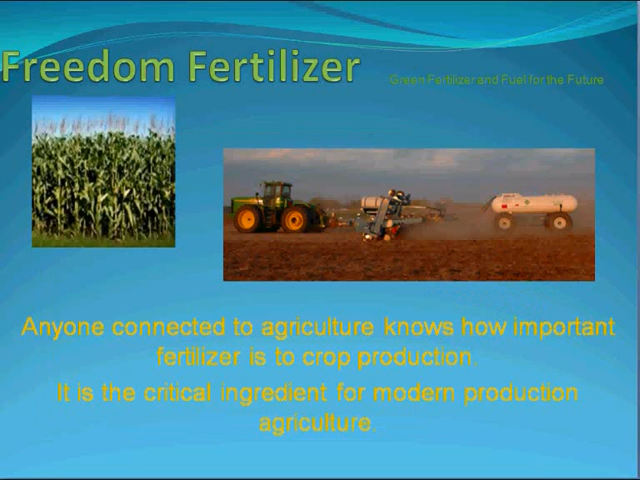 Freedom Fertilizer
Green Fertilizer and Fuel for the Future
Anyone connected to agriculture knows how important
fertilizer is to crop production.
It is the critical ingredient for modern production
agriculture.